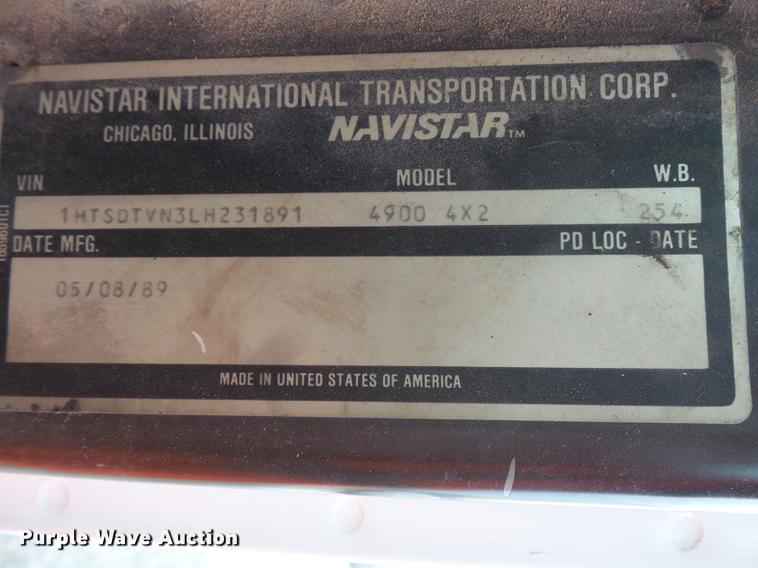 NAVISTAR INTERNATIONAL TRANSPORTATION CORP.
CHICAGO, ILLINOIS NAVISTAR™
VIN MODEL W.B.
1HTSDTVN3LH231891 4900 4X2 254
DATE MFG. PD LOC - DATE
05/08/89
MADE IN UNITED STATES OF AMERICA
Purple Wave Auction